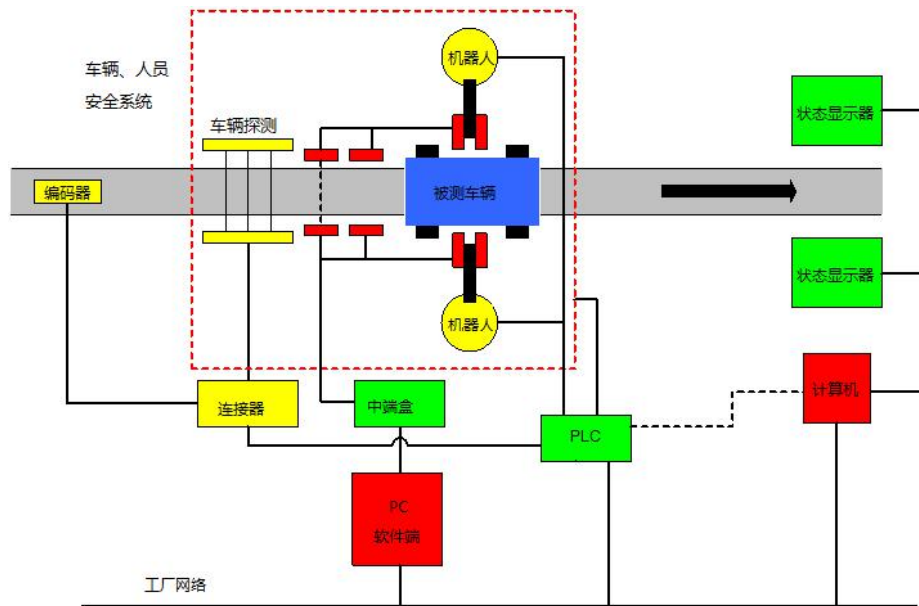 车辆、人员
安全系统
车辆探测
机器人
状态显示器
编码器
被测车辆
状态显示器
机器人
连接器
中端盒
PLC
计算机
PC
软件端
工厂网络